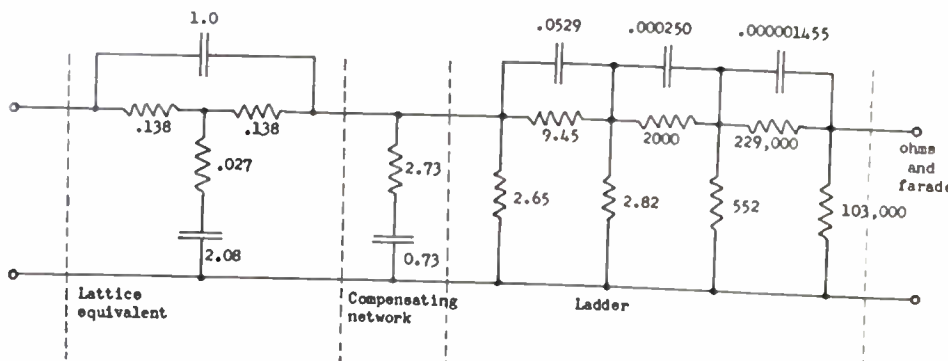 1.0
.0529
.000250
.000001455
.138
.138
9.45
2000
229,000
ohms
and
farads
.027
2.73
2.65
2.82
552
103,000
2.08
0.73
Lattice
equivalent
Compensating
network
Ladder